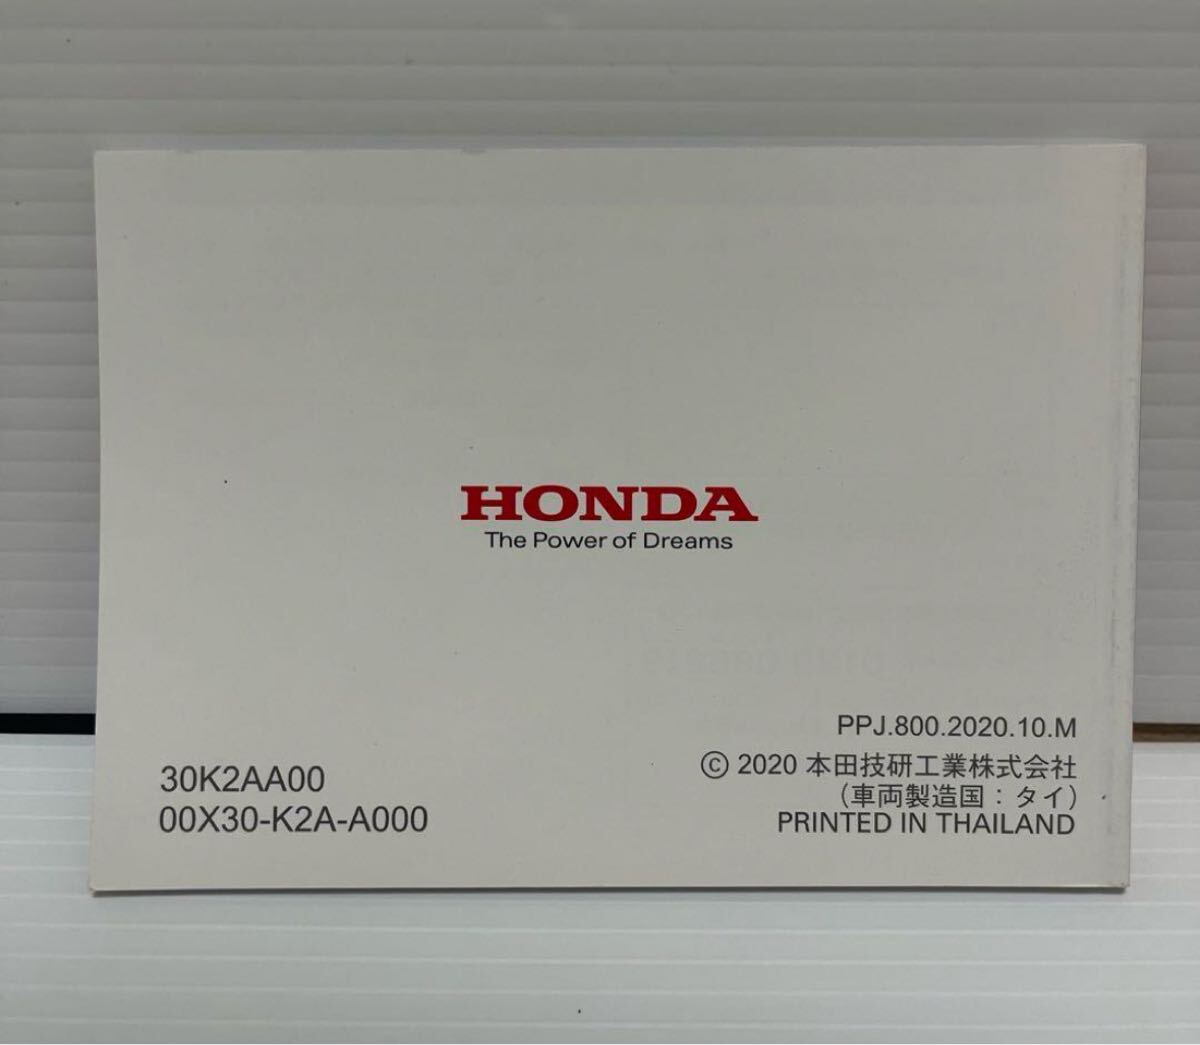 HONDA
The Power of Dreams
PPJ.800.2020.10.M
Ⓒ 2020 本田技研工業株式会社
（車両製造国：タイ）
PRINTED IN THAILAND
30K2AA00
00X30-K2A-A000